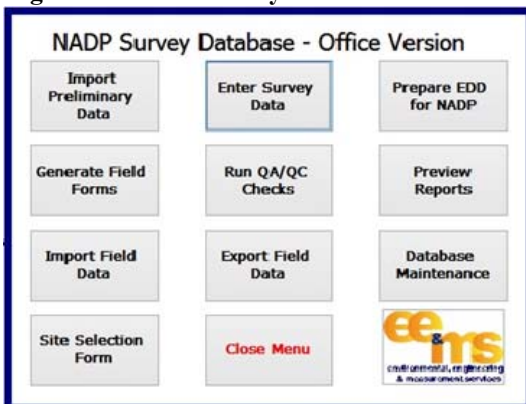 NADP Survey Database - Office Version
Import
Preliminary
Data
Enter Survey
Data
Prepare EDD
for NADP
Generate Field
Forms
Run QA/QC
Checks
Preview
Reports
Import Field
Data
Export Field
Data
Database
Maintenance
Site Selection
Form
Close Menu
ee&ms
environmental, engineering
& measurement services